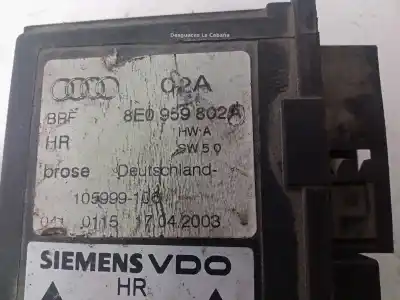 Desguaces La Cabaña
02A
BBF 8E0 959 802A
HR HW-A
SW 5.0
brose Deutschland-
105999-106
0115 17.04.2003
SIEMENS VDO
HR